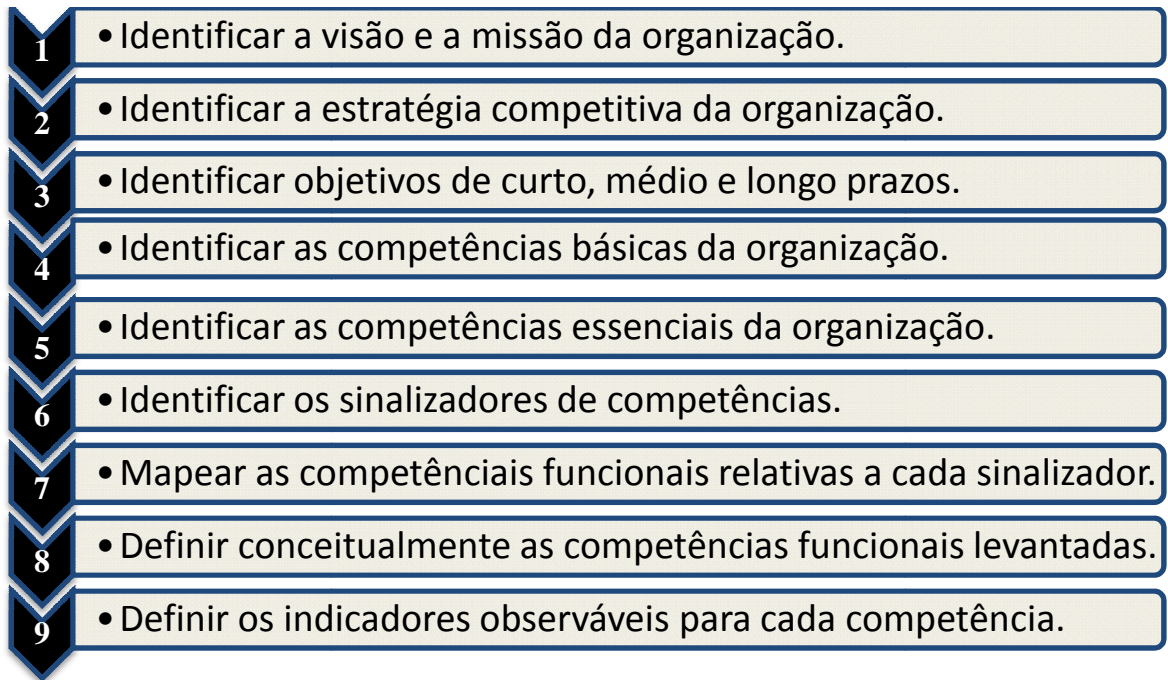 1 • Identificar a visão e a missão da organização.
2 • Identificar a estratégia competitiva da organização.
3 • Identificar objetivos de curto, médio e longo prazos.
4 • Identificar as competências básicas da organização.
5 • Identificar as competências essenciais da organização.
6 • Identificar os sinalizadores de competências.
7 • Mapear as competênciais funcionais relativas a cada sinalizador.
8 • Definir conceitualmente as competências funcionais levantadas.
9 • Definir os indicadores observáveis para cada competência.